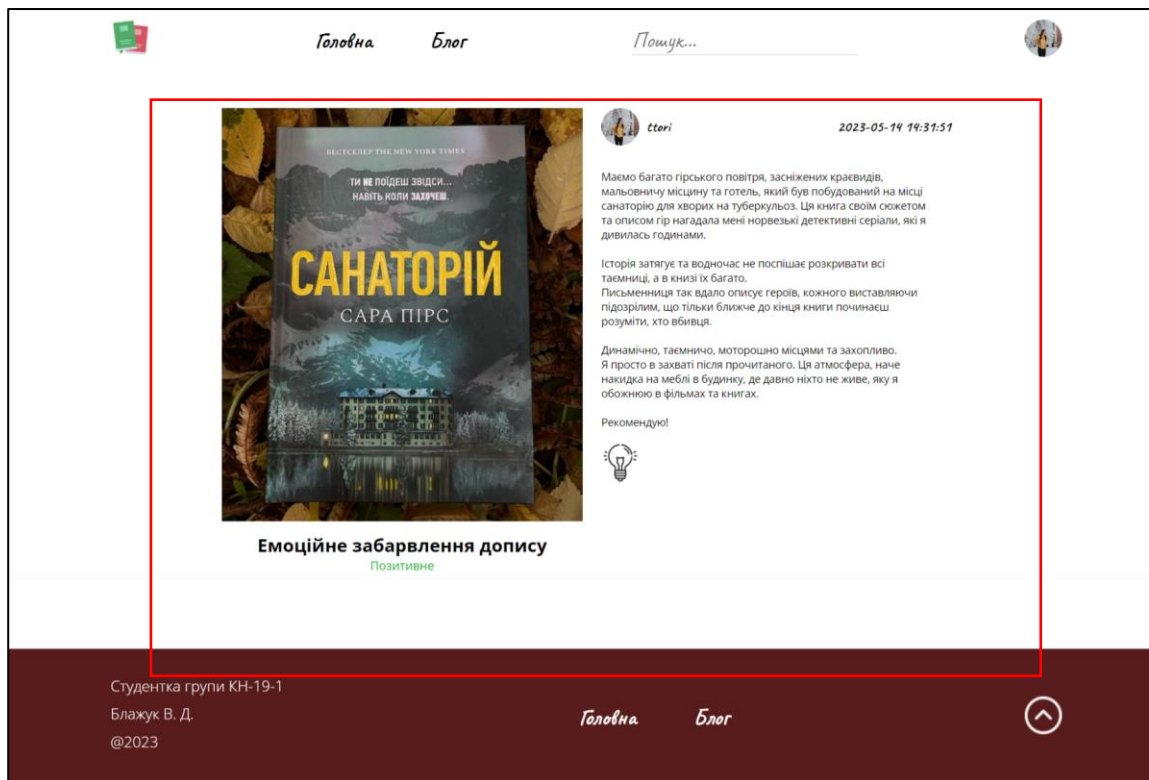 Головна
Блог
Пошук...
БЕСТСЕЛЕР THE NEW YORK TIMES
ТИ НЕ ПОЇДЕШ ЗВІДСИ...
НАВІТЬ КОЛИ ЗАХОЧЕШ.
САНАТОРІЙ
САРА ПІРС
Емоційне забарвлення допису
Позитивне
ttori
2023-05-14 14:31:51
Маємо багато гірського повітря, засніжених краєвидів,
мальовничу місцину та готель, який був побудований на місці
санаторію для хворих на туберкульоз. Ця книга своїм сюжетом
та описом гір нагадала мені норвезькі детективні серіали, які я
дивилась годинами.
Історія затягує та водночас не поспішає розкривати всі
таємниці, а в книзі їх багато.
Письменниця так вдало описує героїв, кожного виставляючи
підозрілим, що тільки ближче до кінця книги починаєш
розуміти, хто вбивця.
Динамічно, таємничо, моторошно місцями та захопливо.
Я просто в захваті після прочитаного. Ця атмосфера, наче
накидка на меблі в будинку, де давно ніхто не живе, яку я
обожнюю в фільмах та книгах.
Рекомендую!
Студентка групи КН-19-1
Блажук В. Д.
@2023
Головна
Блог